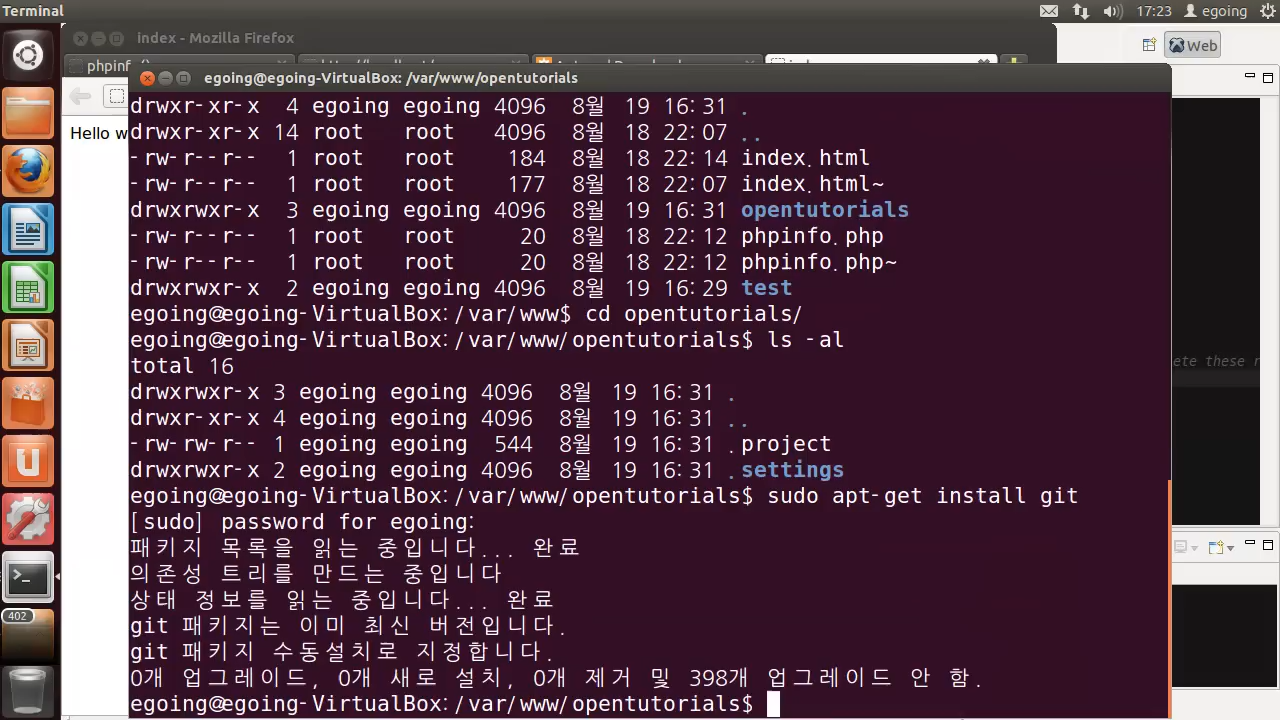 Terminal
17:23
egoing
index - Mozilla Firefox
Web
phpinfo
egoing@egoing-VirtualBox: /var/www/opentutorials
Hello w
drwxr-xr-x 4 egoing egoing 4096 8월 19 16:31 .
drwxr-xr-x 14 root root 4096 8월 18 22:07 ..
-rw-r--r-- 1 root root 184 8월 18 22:14 index.html
-rw-r--r-- 1 root root 177 8월 18 22:07 index.html~
drwxrwxr-x 3 egoing egoing 4096 8월 19 16:31 opentutorials
-rw-r--r-- 1 root root 20 8월 18 22:12 phpinfo.php
-rw-r--r-- 1 root root 20 8월 18 22:12 phpinfo.php~
drwxrwxr-x 2 egoing egoing 4096 8월 19 16:29 test
egoing@egoing-VirtualBox:/var/www$ cd opentutorials/
egoing@egoing-VirtualBox:/var/www/opentutorials$ ls -al
total 16
ete these
drwxrwxr-x 3 egoing egoing 4096 8월 19 16:31 .
drwxr-xr-x 4 egoing egoing 4096 8월 19 16:31 ..
-rw-rw-r-- 1 egoing egoing 544 8월 19 16:31 .project
drwxrwxr-x 2 egoing egoing 4096 8월 19 16:31 .settings
egoing@egoing-VirtualBox:/var/www/opentutorials$ sudo apt-get install git
[sudo] password for egoing:
패키지 목록을 읽는 중입니다... 완료
의존성 트리를 만드는 중입니다
상태 정보를 읽는 중입니다... 완료
git 패키지는 이미 최신 버전입니다.
git 패키지 수동설치로 지정합니다.
0개 업그레이드, 0개 새로 설치, 0개 제거 및 398개 업그레이드 안 함.
egoing@egoing-VirtualBox:/var/www/opentutorials$
402